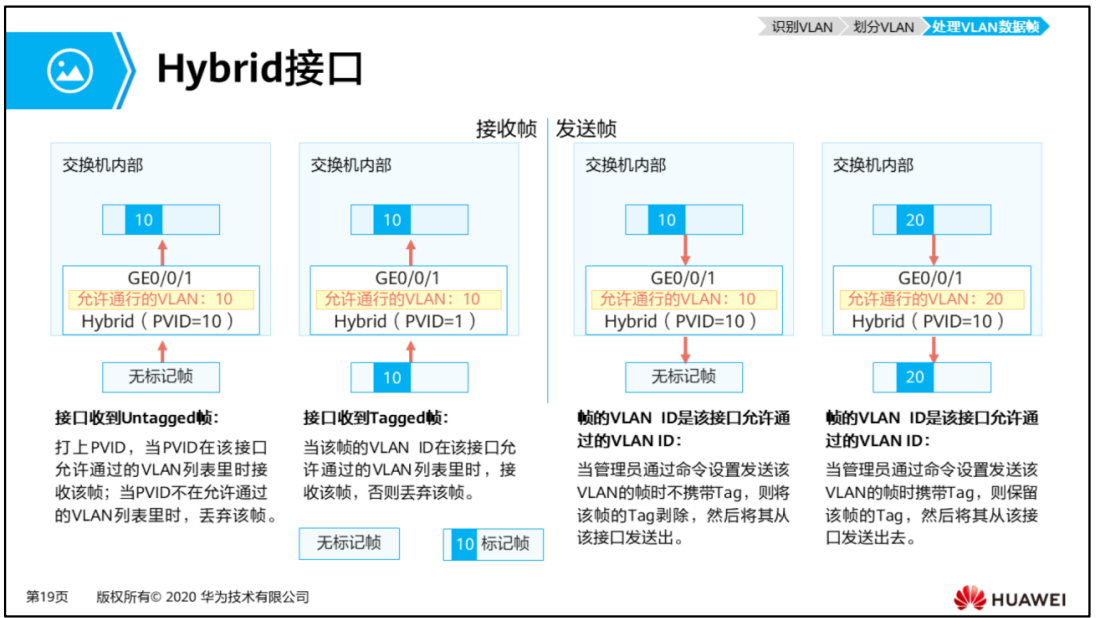 识别VLAN 划分VLAN 处理VLAN数据帧
Hybrid接口
接收帧 发送帧
交换机内部
10
GE0/0/1
允许通行的VLAN：10
Hybrid（PVID=10）
无标记帧
接口收到Untagged帧：
打上PVID，当PVID在该接口
允许通过的VLAN列表里时接
收该帧；当PVID不在允许通过
的VLAN列表里时，丢弃该帧。
交换机内部
10
GE0/0/1
允许通行的VLAN：10
Hybrid（PVID=1）
10
接口收到Tagged帧：
当该帧的VLAN ID在该接口允
许通过的VLAN列表里时，接
收该帧，否则丢弃该帧。
无标记帧
10 标记帧
交换机内部
10
GE0/0/1
允许通行的VLAN：10
Hybrid（PVID=10）
无标记帧
帧的VLAN ID是该接口允许通
过的VLAN ID：
当管理员通过命令设置发送该
VLAN的帧时不携带Tag，则将
该帧的Tag剥除，然后将其从
该接口发送出。
交换机内部
20
GE0/0/1
允许通行的VLAN：20
Hybrid（PVID=10）
20
帧的VLAN ID是该接口允许通
过的VLAN ID：
当管理员通过命令设置发送该
VLAN的帧时携带Tag，则保留
该帧的Tag，然后将其从该接
口发送出去。
第19页 版权所有© 2020 华为技术有限公司
HUAWEI